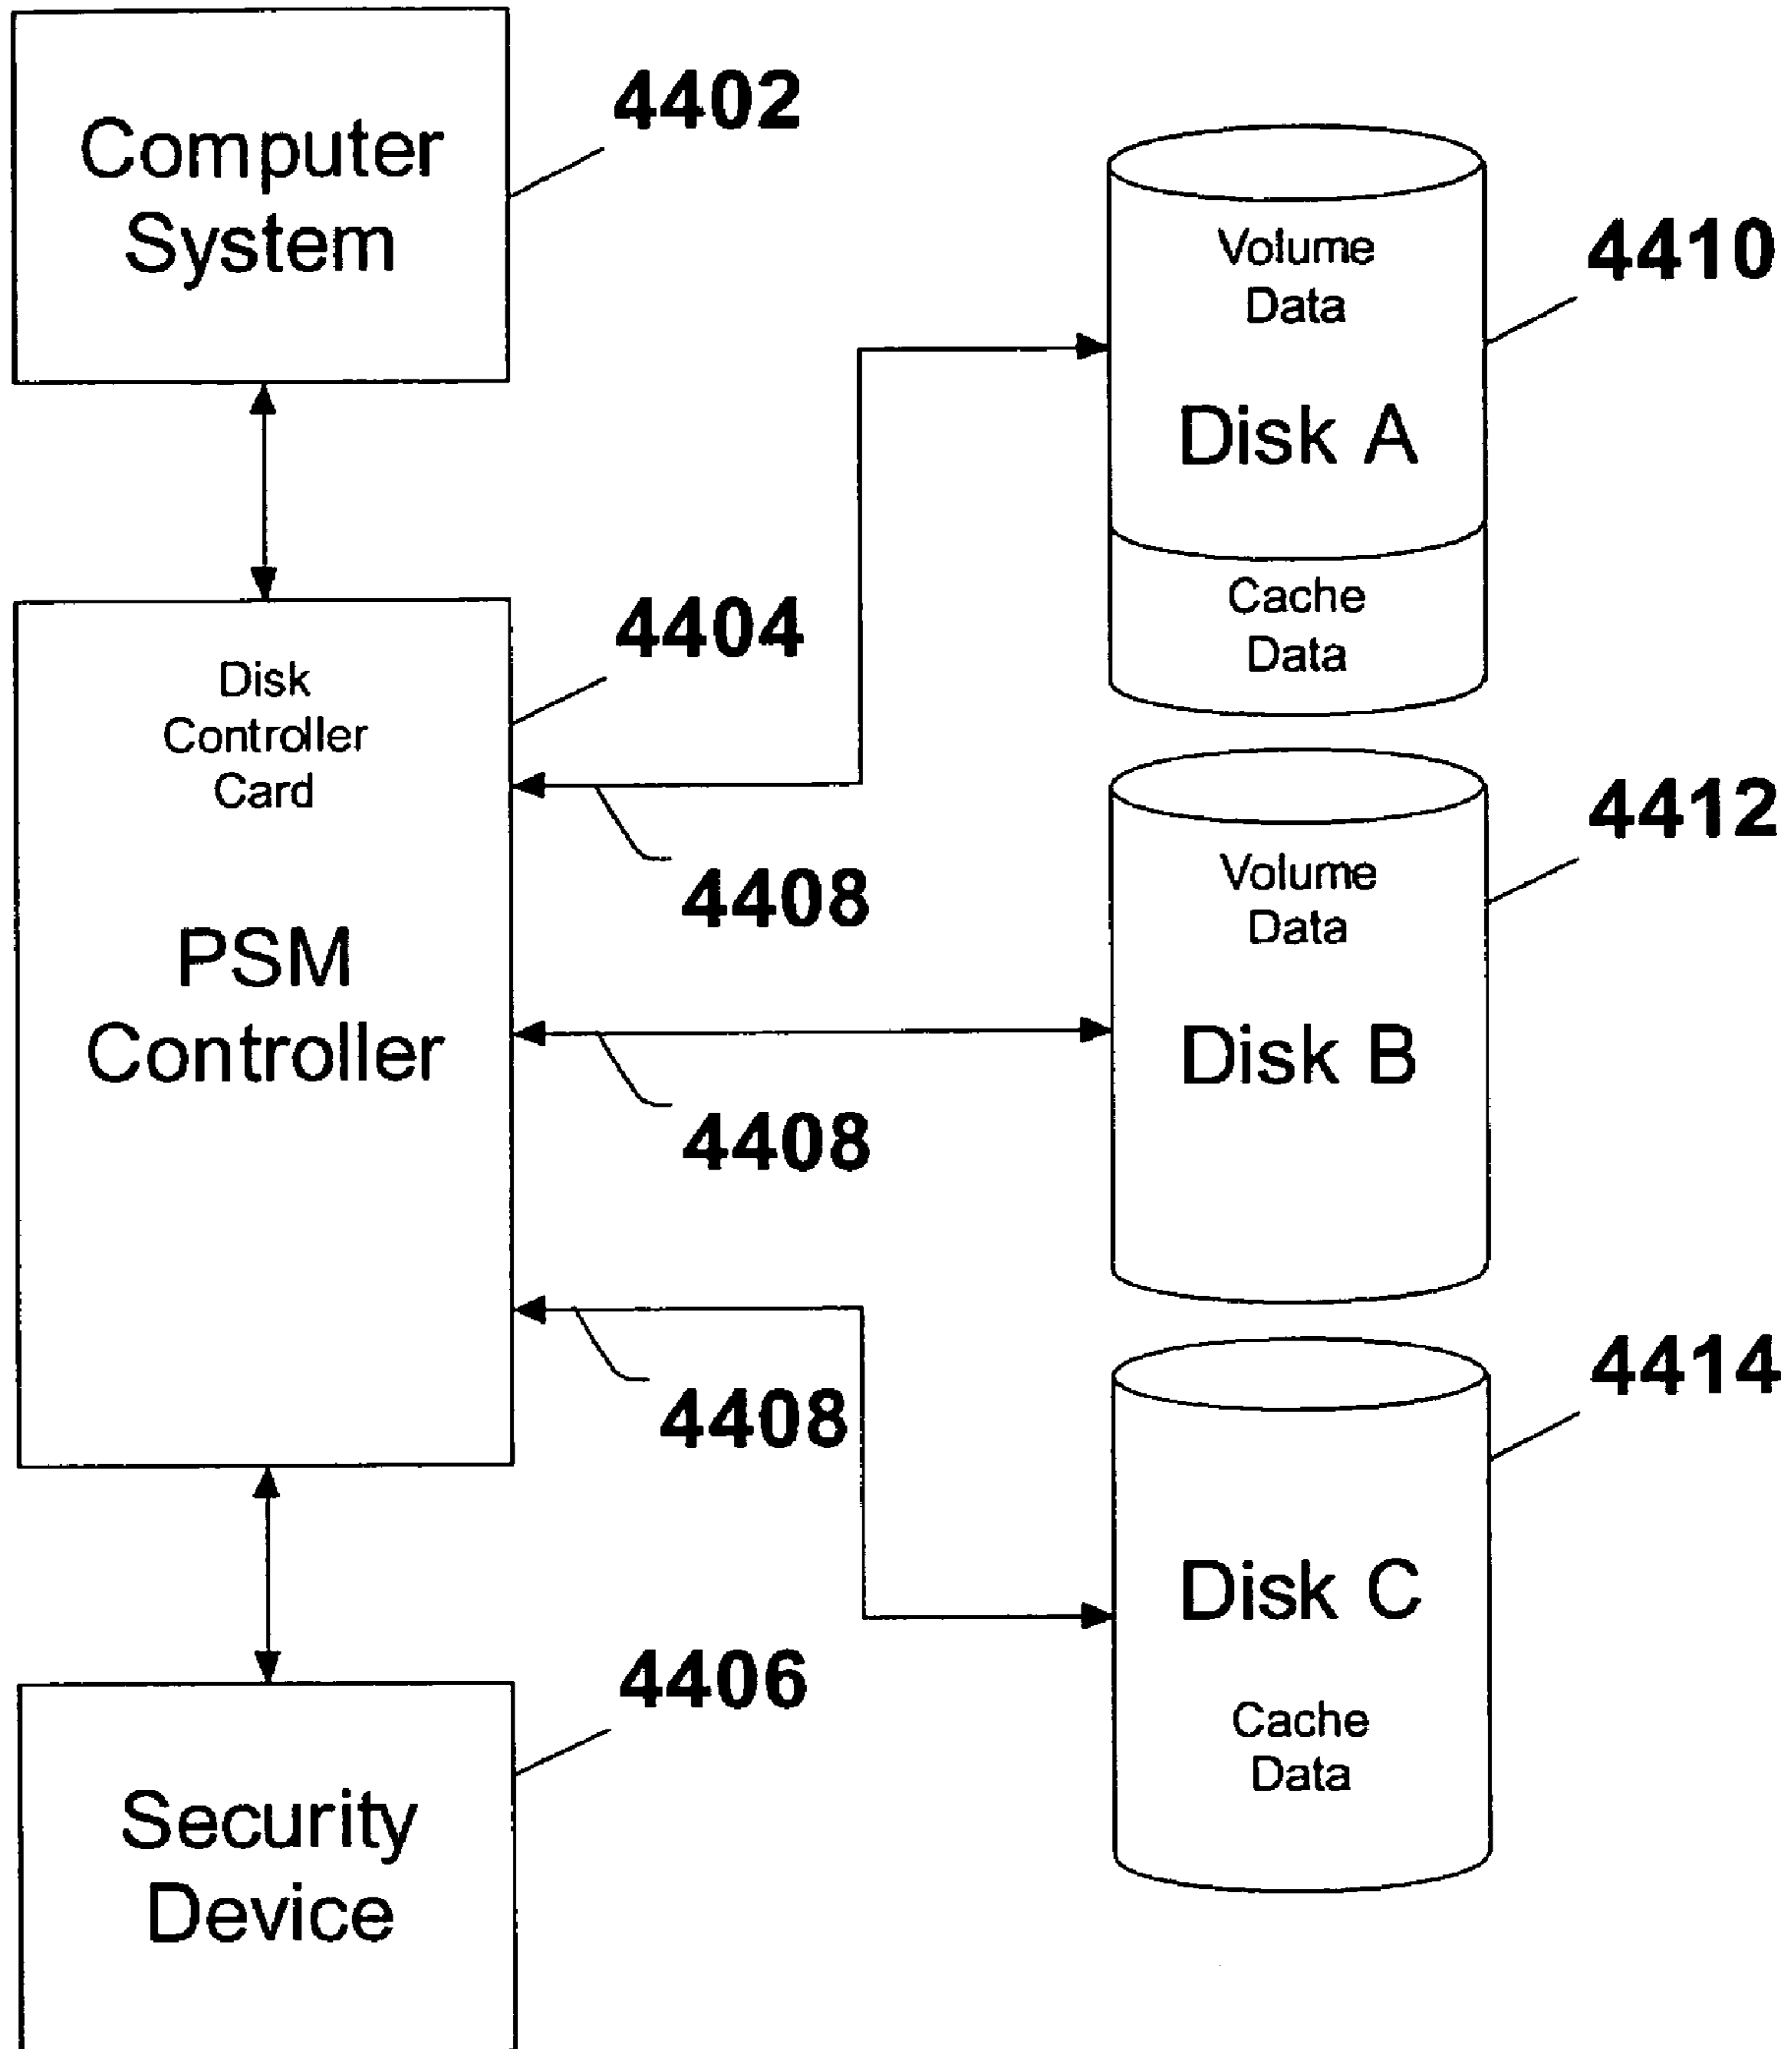 Computer
System
4402
Disk
Controller
Card
PSM
Controller
4404
Security
Device
4406
4408
4408
4408
Volume
Data
Disk A
Cache
Data
4410
Volume
Data
Disk B
4412
Disk C
Cache
Data
4414